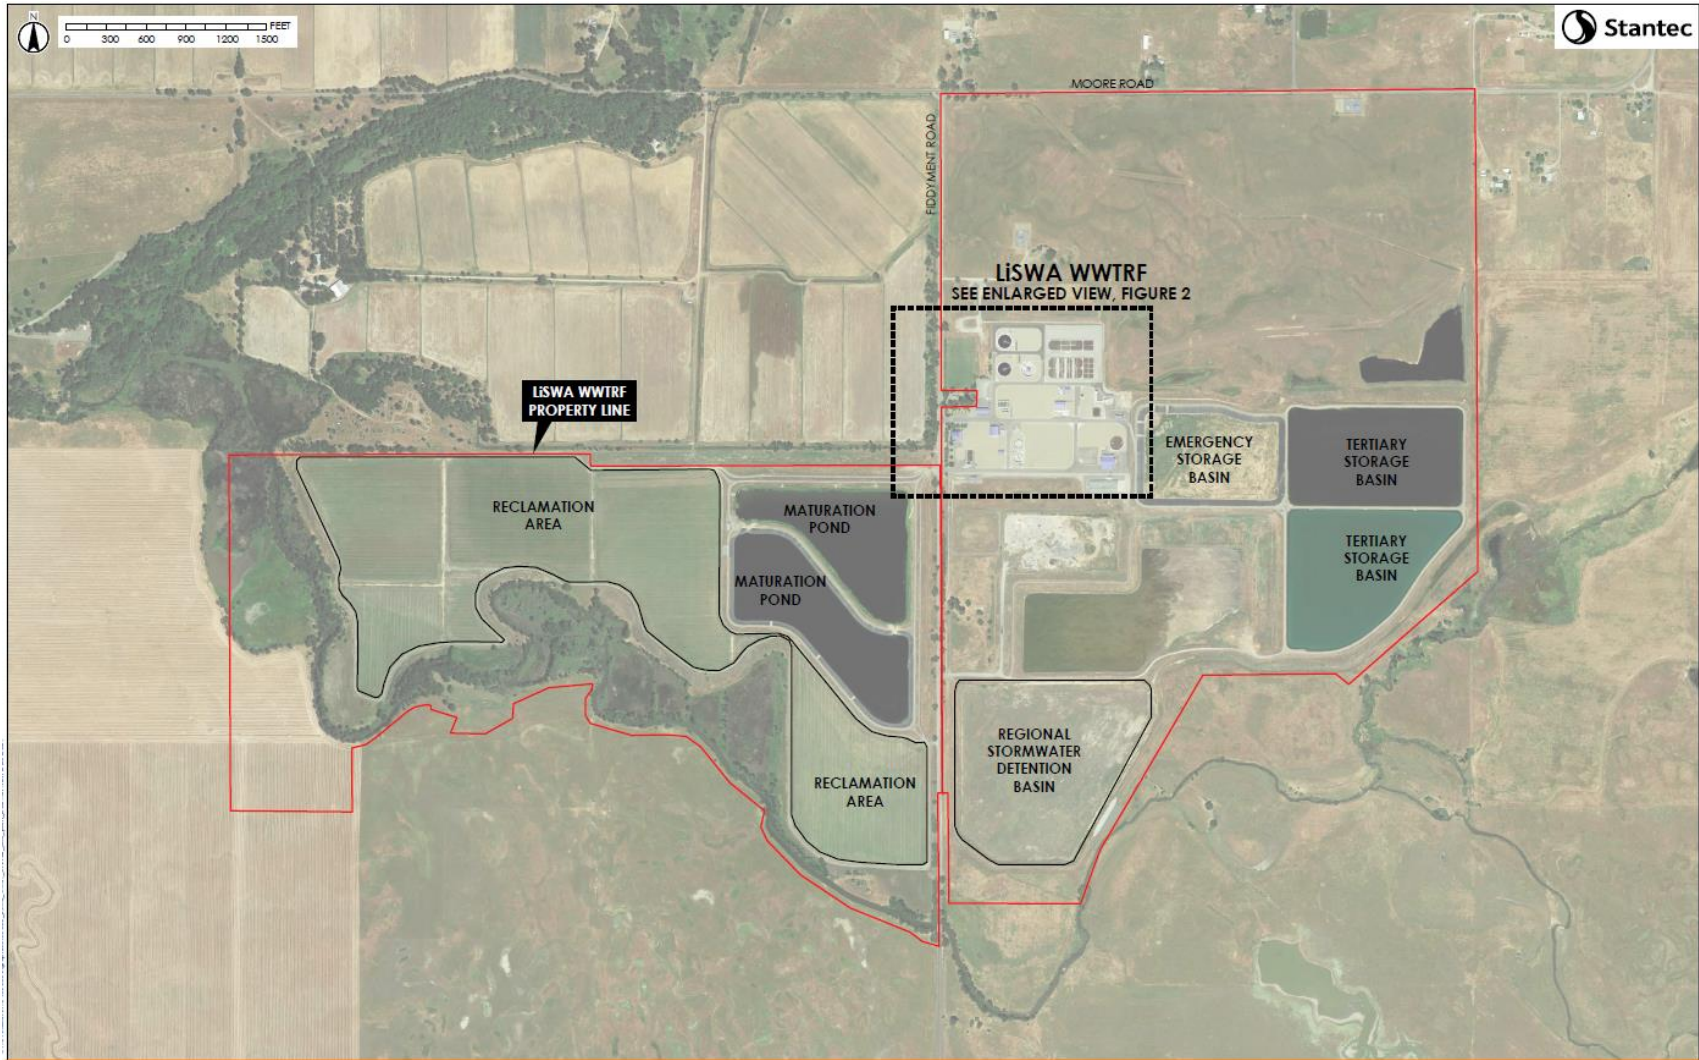 N
FEET
0 300 600 900 1200 1500
Stantec
MOORE ROAD
FIDDYMENT ROAD
LiSWA WWTRF
SEE ENLARGED VIEW, FIGURE 2
LiSWA WWTRF
PROPERTY LINE
EMERGENCY
STORAGE
BASIN
TERTIARY
STORAGE
BASIN
RECLAMATION
AREA
MATURATION
POND
TERTIARY
STORAGE
BASIN
MATURATION
POND
REGIONAL
STORMWATER
DETENTION
BASIN
RECLAMATION
AREA